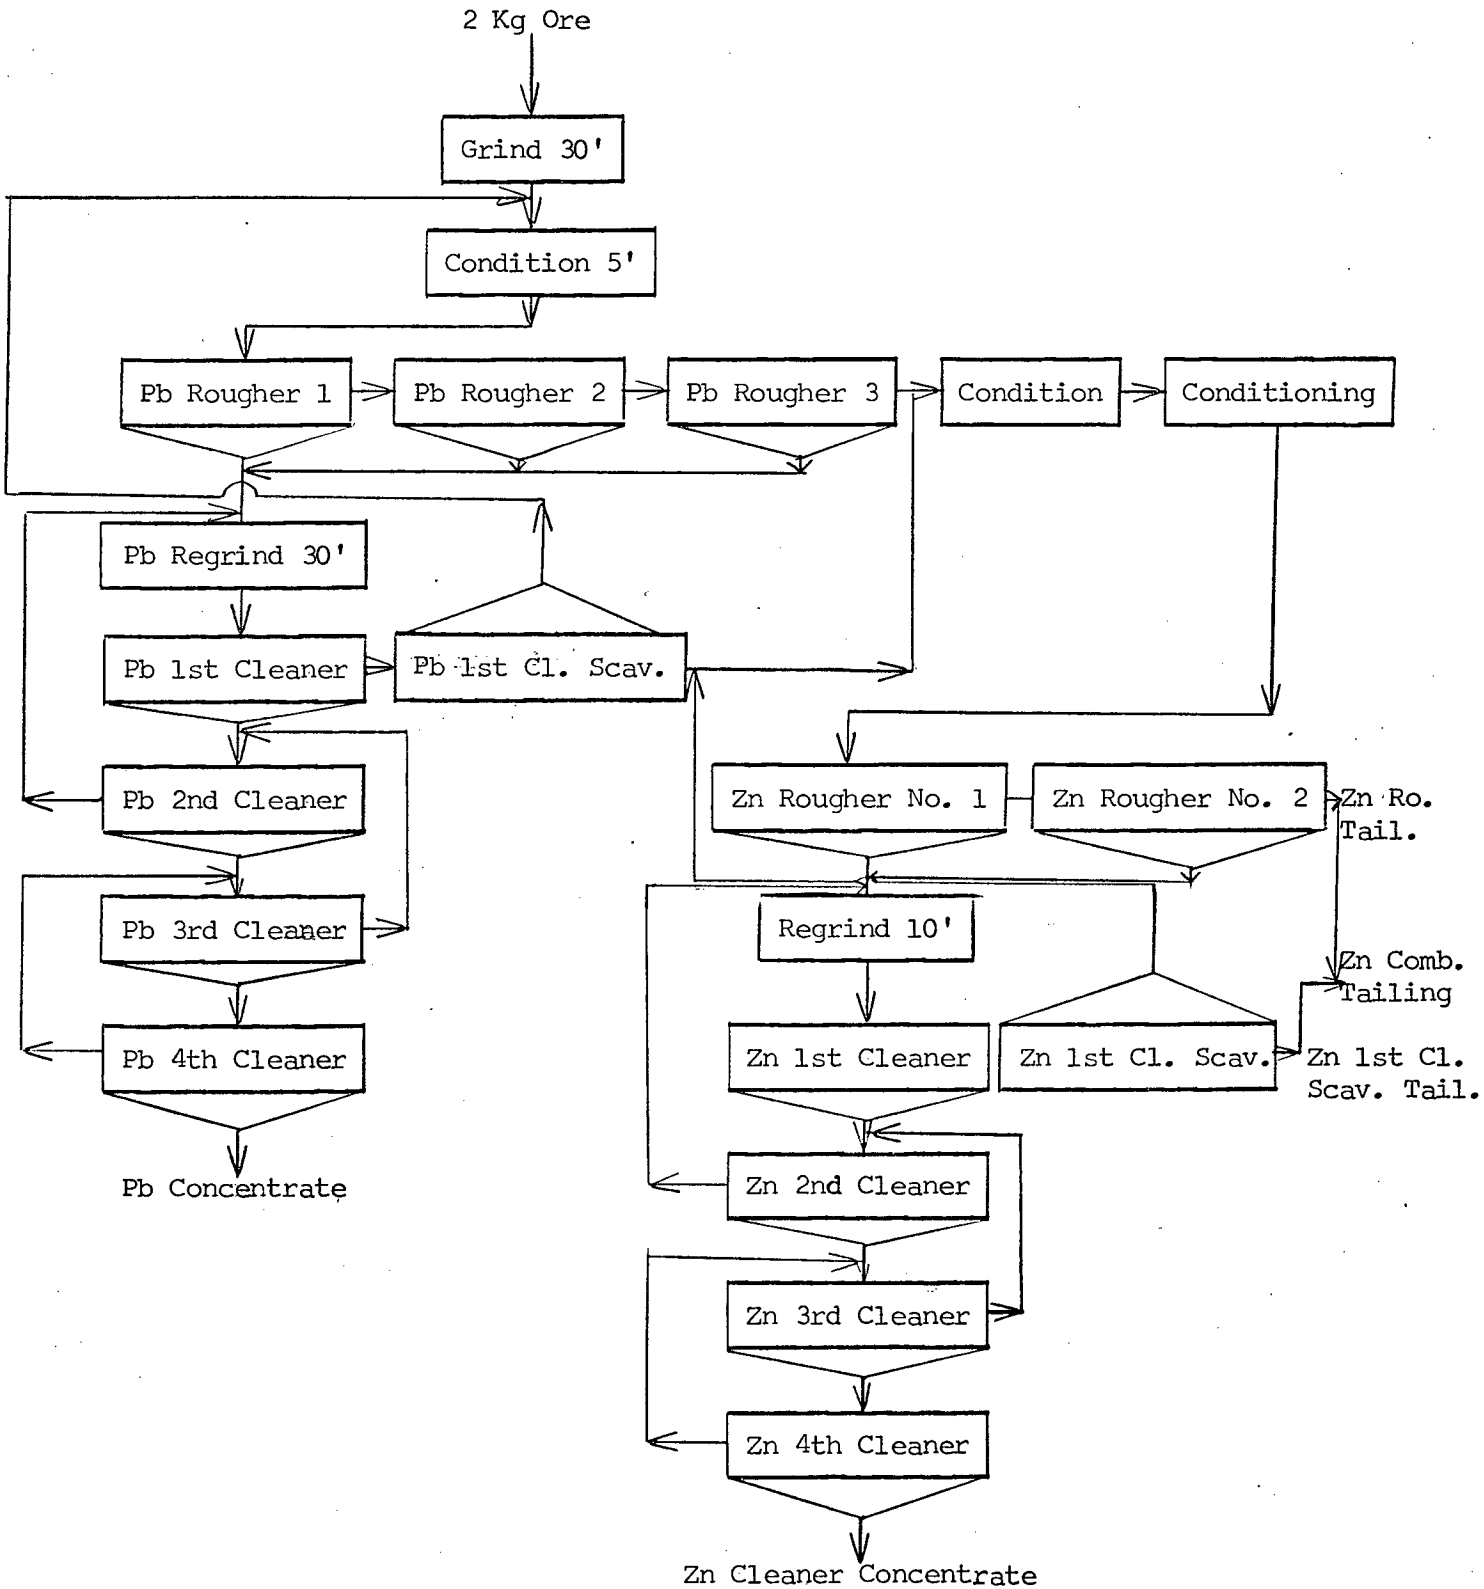 2 Kg Ore
Grind 30'
Condition 5'
Pb Rougher 1
Pb Rougher 2
Pb Rougher 3
Condition
Conditioning
Pb Regrind 30'
Pb 1st Cleaner
Pb 1st Cl. Scav.
Pb 2nd Cleaner
Zn Rougher No. 1
Zn Rougher No. 2
Zn Ro.
Tail.
Pb 3rd Cleaner
Regrind 10'
Zn Comb.
Tailing
Pb 4th Cleaner
Zn 1st Cleaner
Zn 1st Cl. Scav.
Zn 1st Cl.
Scav. Tail.
Pb Concentrate
Zn 2nd Cleaner
Zn 3rd Cleaner
Zn 4th Cleaner
Zn Cleaner Concentrate